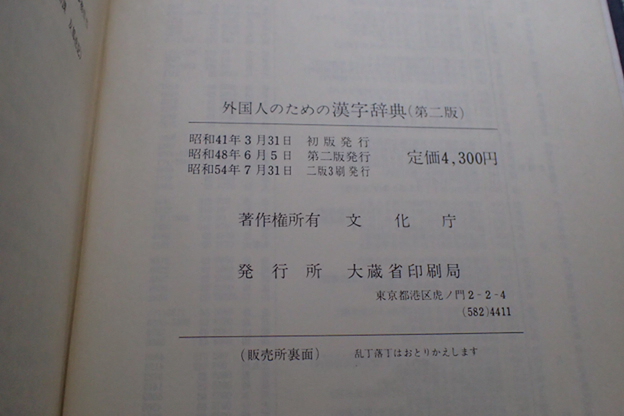 外国人のための漢字辞典(第二版)
昭和41年3月31日 初版発行
昭和48年6月5日 第二版発行 定価4,300円
昭和54年7月31日 二版3刷発行
著作権所有 文化庁
発行所 大蔵省印刷局
東京都港区虎ノ門2-2-4
(582)4411
(販売所裏面) 乱丁落丁はおとりかえします